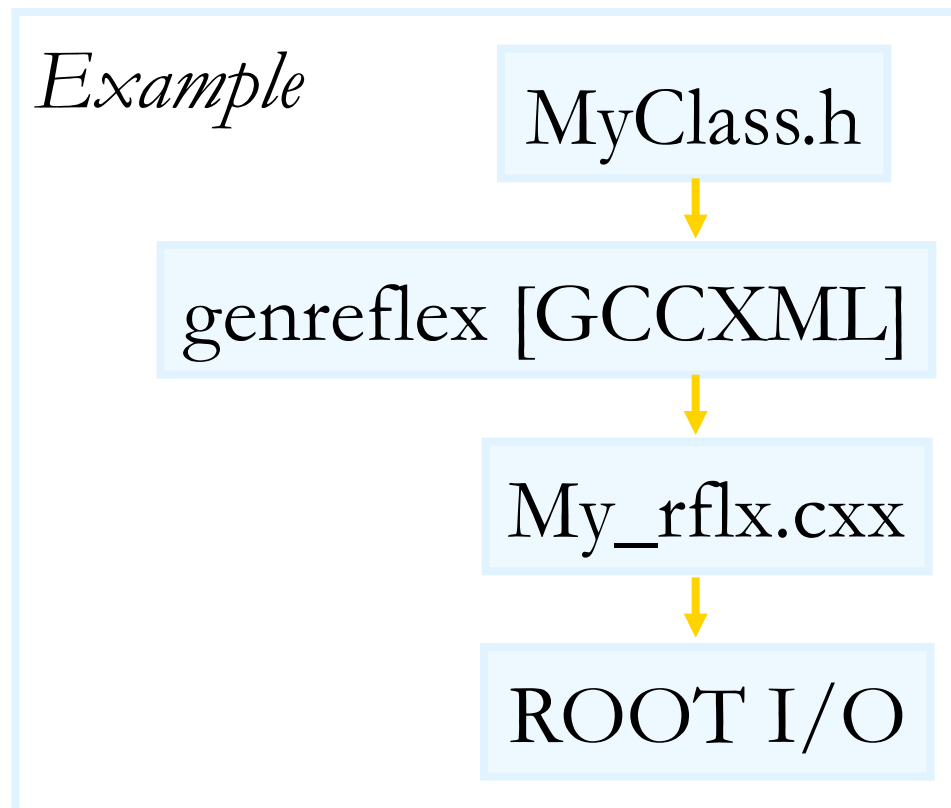 Example
MyClass.h
genreflex [GCCXML]
My_rflx.cxx
ROOT I/O